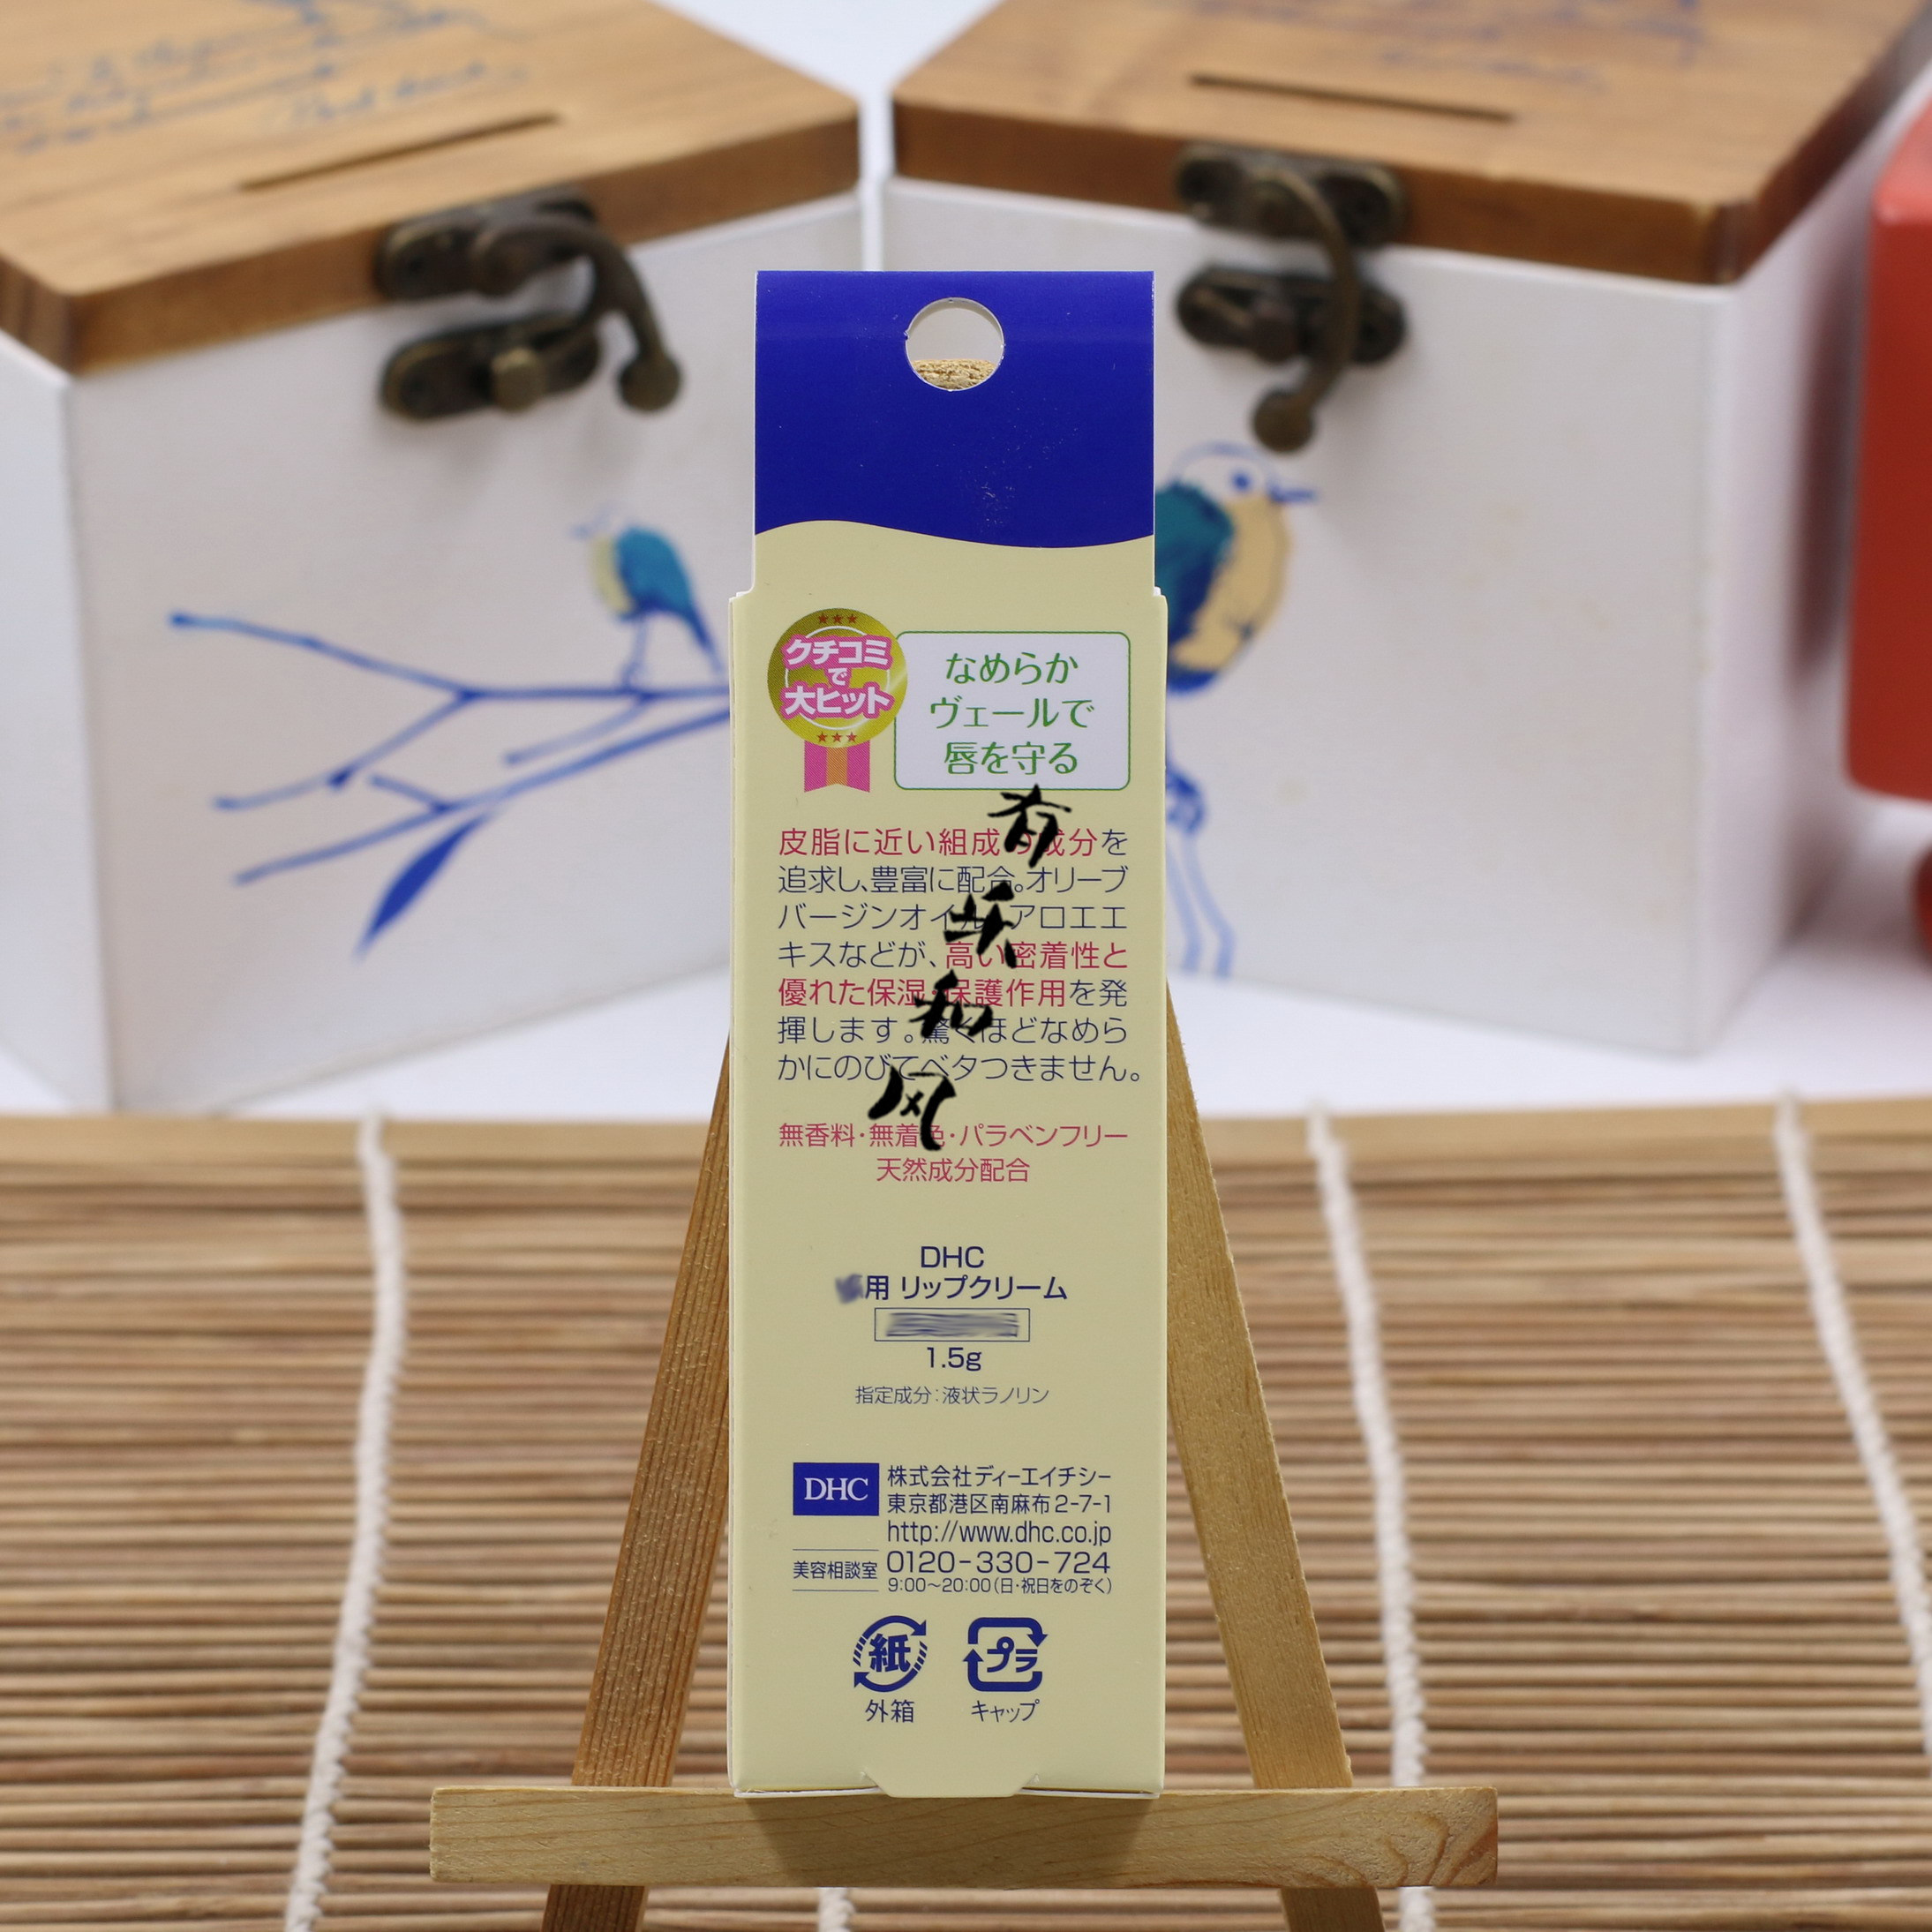 クチコミ
で
大ヒット
なめらか
ヴェールで
唇を守る
皮脂に近い組成の成分を
追求し、豊富に配合。オリーブ
バージンオイル、アロエエ
キスなどが、高い密着性と
優れた保湿・保護作用を発
揮します。驚くほどなめら
かにのびてベタつきません。
無香料・無着色・パラベンフリー
天然成分配合
DHC
用 リップクリーム
1.5g
指定成分:液状ラノリン
DHC
株式会社ディーエイチシー
東京都港区南麻布2-7-1
http://www.dhc.co.jp
美容相談室 0120-330-724
9:00~20:00(日・祝日をのぞく)
紙 プラ
外箱 キャップ
和风